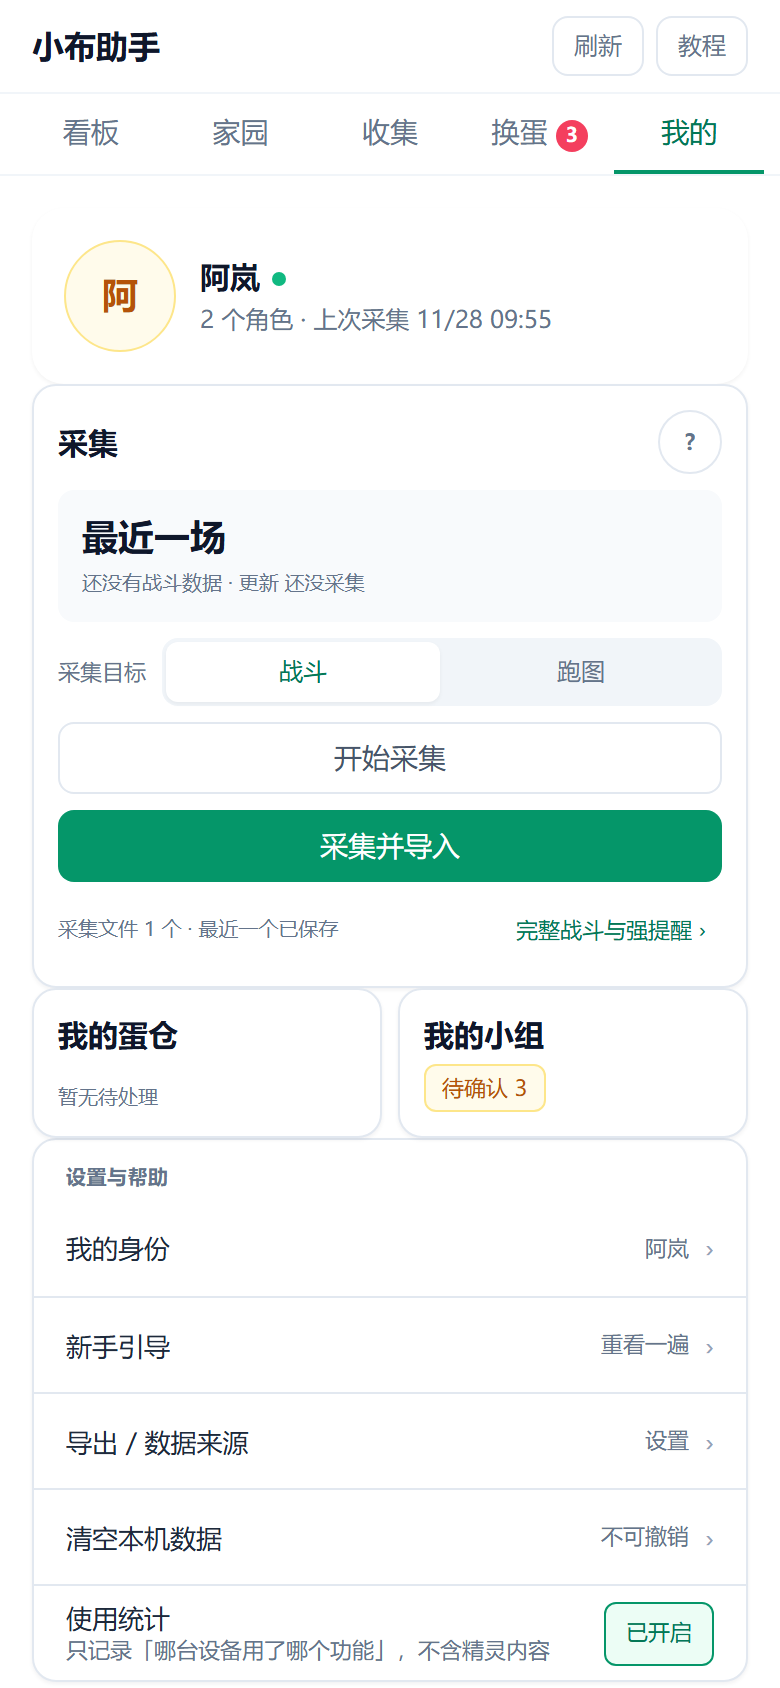 小布助手
刷新
教程
看板
家园
收集
换蛋 3
我的
阿
阿岚
2 个角色 · 上次采集 11/28 09:55
采集
?
最近一场
还没有战斗数据 · 更新 还没采集
采集目标
战斗
跑图
开始采集
采集并导入
采集文件 1 个 · 最近一个已保存
完整战斗与强提醒 ›
我的蛋仓
暂无待处理
我的小组
待确认 3
设置与帮助
我的身份
阿岚 ›
新手引导
重看一遍 ›
导出 / 数据来源
设置 ›
清空本机数据
不可撤销 ›
使用统计
只记录「哪台设备用了哪个功能」，不含精灵内容
已开启